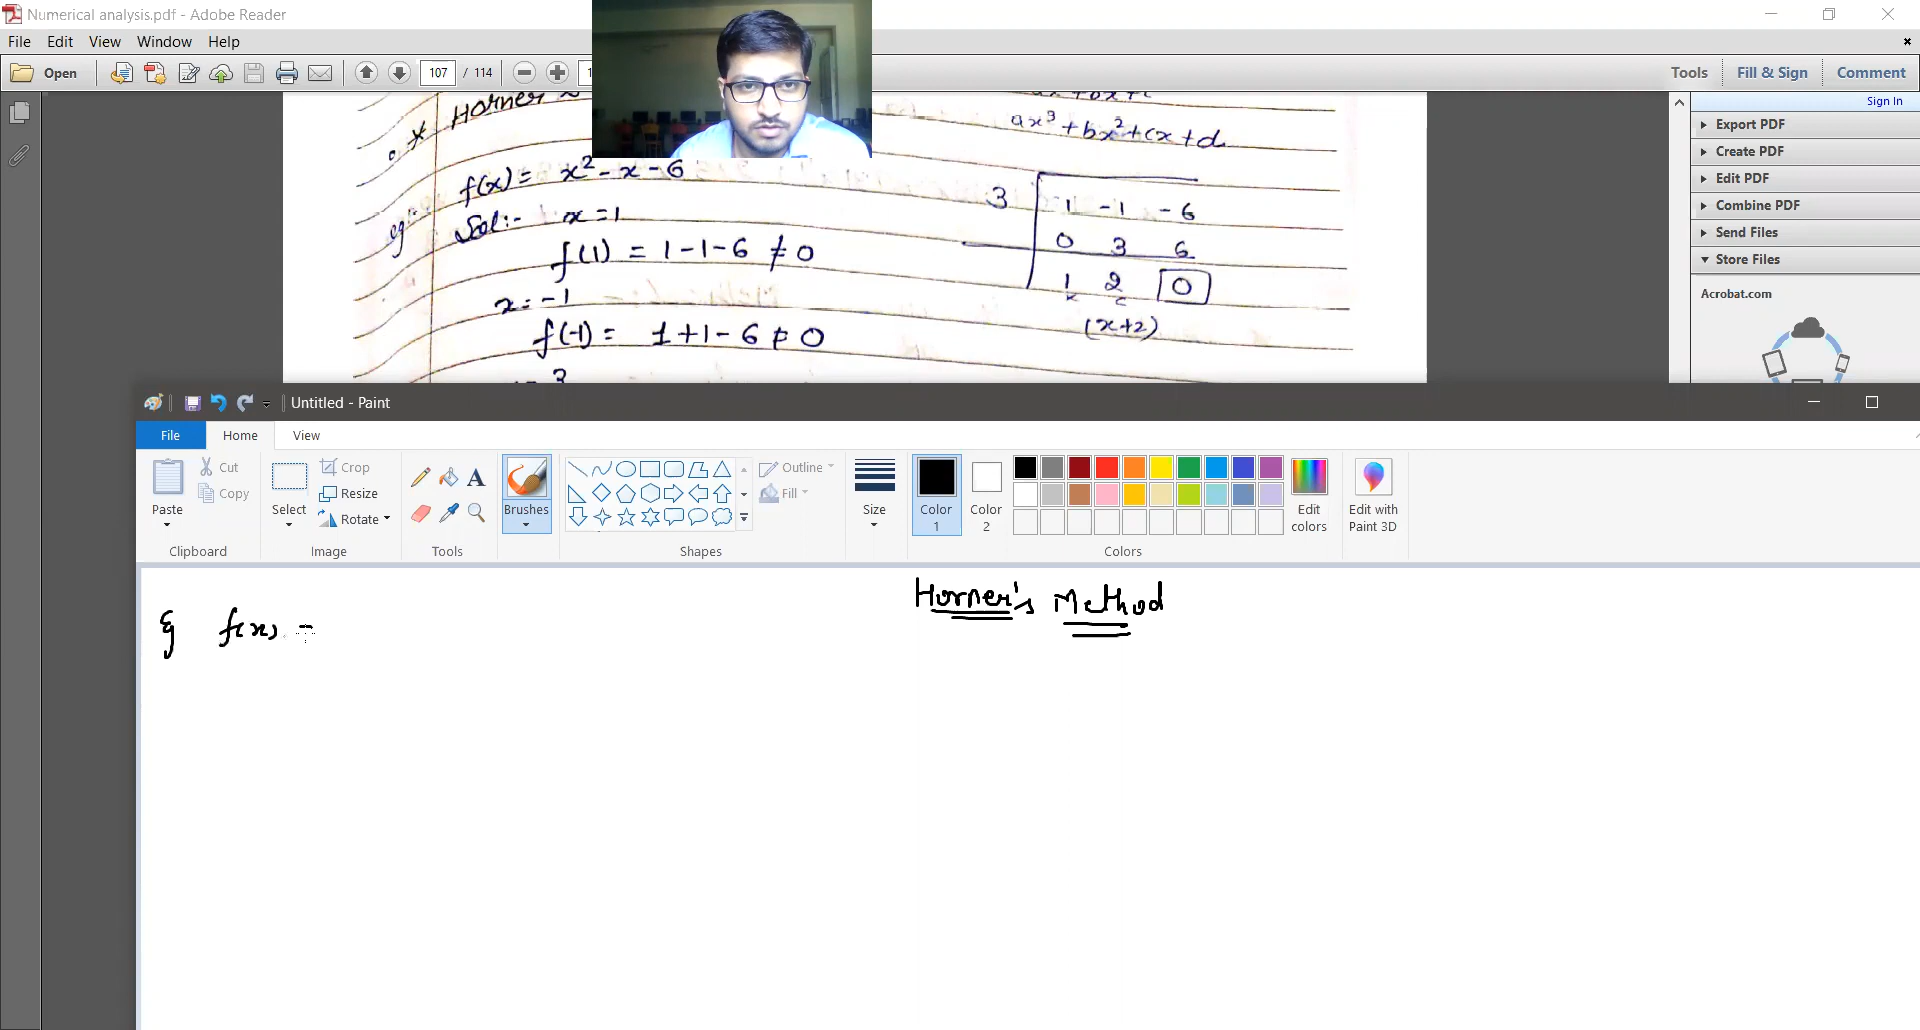 Numerical analysis.pdf - Adobe Reader
File Edit View Window Help
Open 107 / 114 1
Tools Fill & Sign Comment
Sign In
Export PDF
Create PDF
Edit PDF
Combine PDF
Send Files
Store Files
Acrobat.com
Horner
ax³+bx²+cx+d
f(x)= x²-x-6
eg Sol:- x=1
f(1) = 1-1-6 ≠0
x=-1
f(-1)= 1+1-6 ≠ 0
3
3 1 -1 -6
0 3 6
1 2 0
(x+2)
Untitled - Paint
File Home View
Paste Cut Copy
Clipboard
Select Crop Resize Rotate
Image
Tools
Brushes
Outline Fill
Shapes
Size
Color 1
Color 2
Edit colors
Colors
Edit with Paint 3D
Horner's Method
f(x) =